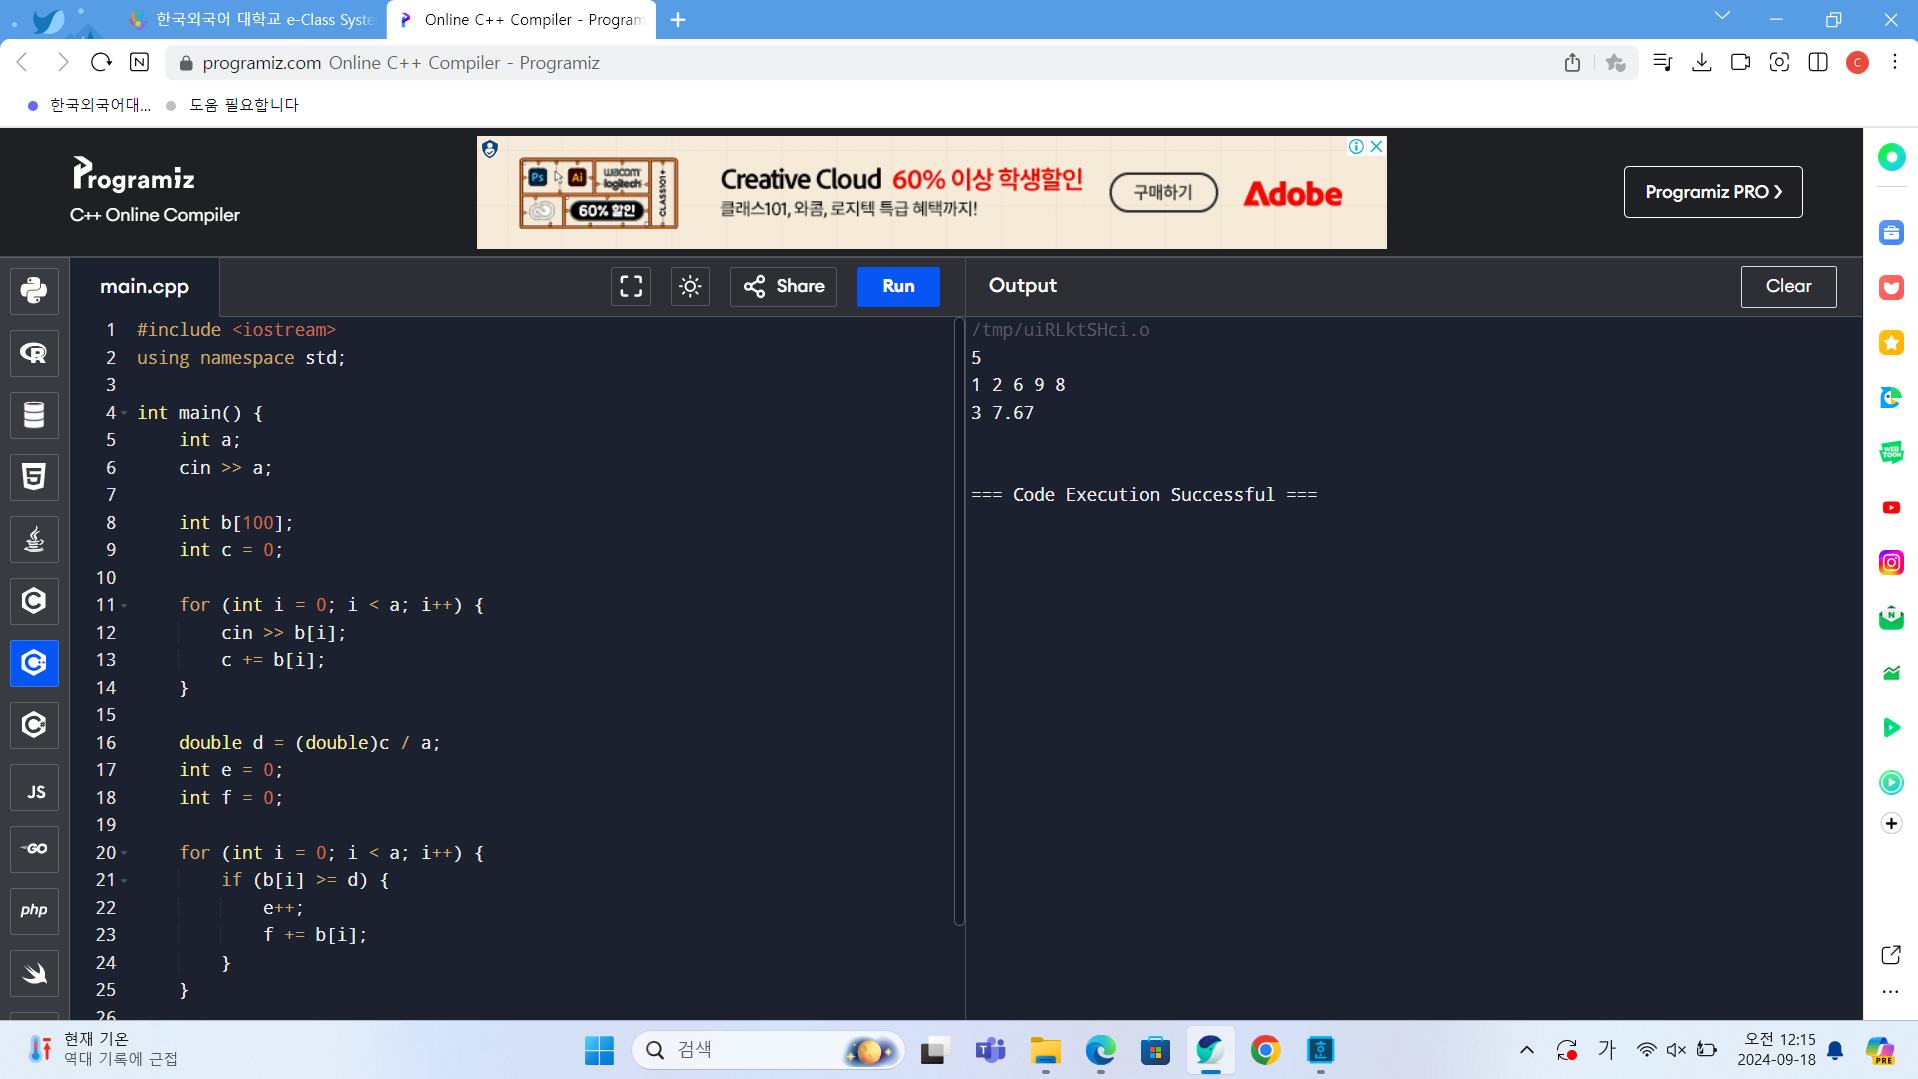 한국외국어 대학교 e-Class Syste
Online C++ Compiler - Program
programiz.com Online C++ Compiler - Programiz
C
한국외국어대...
도움 필요합니다
Programiz
C++ Online Compiler
Ps
Ai
wacom
logitech
CLASS101+
60% 할인
Creative Cloud 60% 이상 학생할인
클래스101, 와콤, 로지텍 특급 혜택까지!
구매하기
Adobe
Programiz PRO
main.cpp
Share
Run
Output
Clear
1 #include <iostream>
2 using namespace std;
3
4 int main() {
5 int a;
6 cin >> a;
7
8 int b[100];
9 int c = 0;
10
11 for (int i = 0; i < a; i++) {
12 cin >> b[i];
13 c += b[i];
14 }
15
16 double d = (double)c / a;
17 int e = 0;
18 int f = 0;
19
20 for (int i = 0; i < a; i++) {
21 if (b[i] >= d) {
22 e++;
23 f += b[i];
24 }
25 }
26
/tmp/uiRLktSHci.o
5
1 2 6 9 8
3 7.67
=== Code Execution Successful ===
JS
GO
php
WEB
TOON
현재 기온
역대 기록에 근접
검색
가
오전 12:15
2024-09-18
PRE